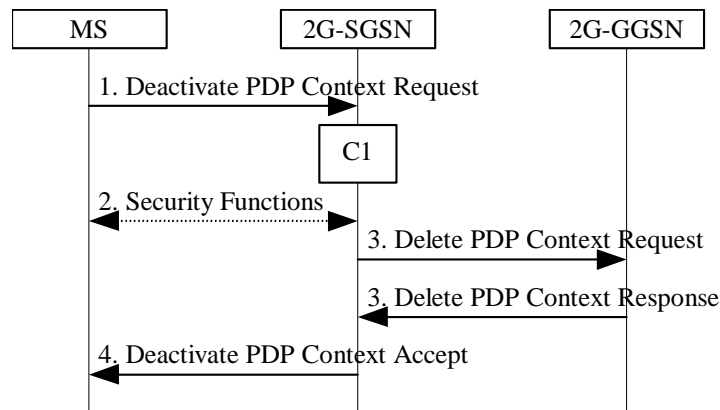 MS
2G-SGSN
2G-GGSN
1. Deactivate PDP Context Request
C1
2. Security Functions
3. Delete PDP Context Request
3. Delete PDP Context Response
4. Deactivate PDP Context Accept